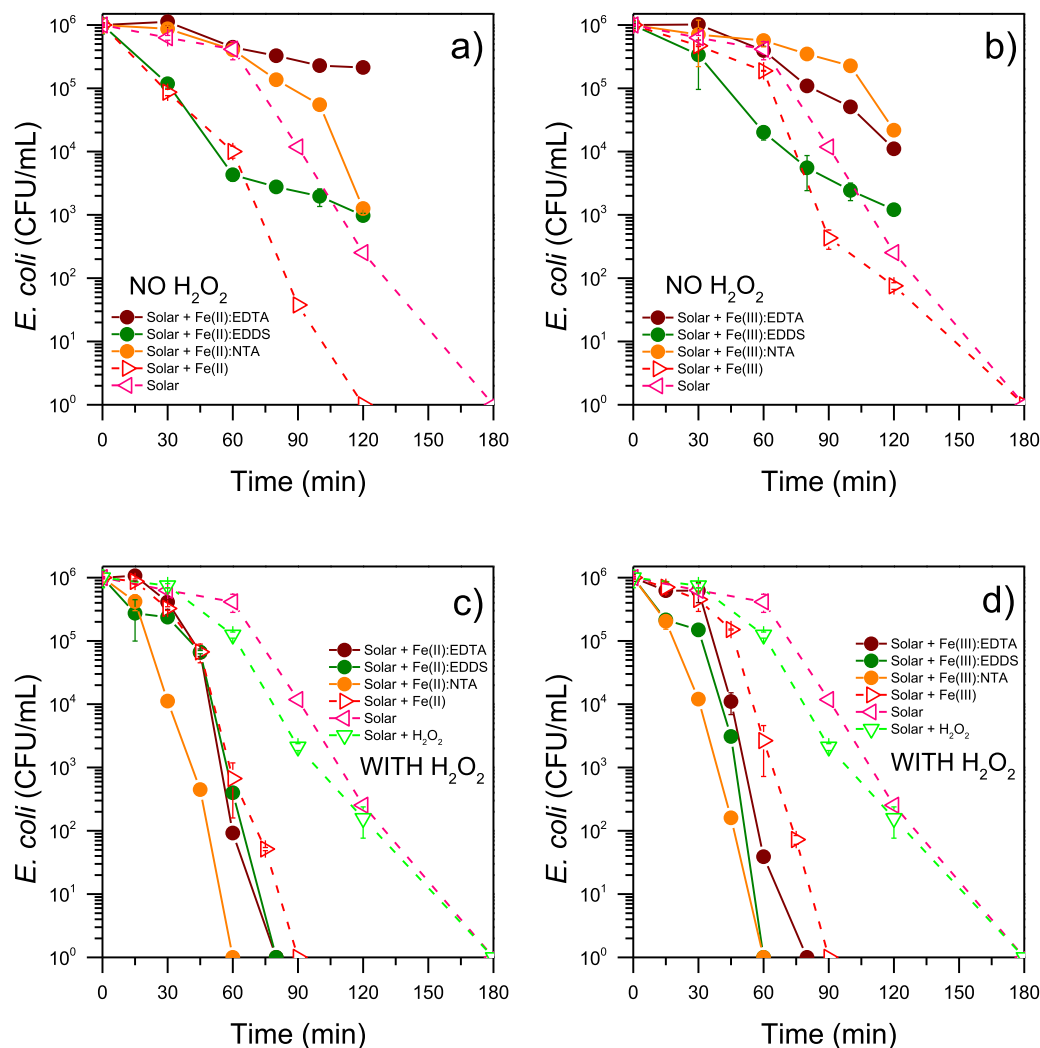 a)
10⁶
10⁵
10⁴
10³
10²
10¹
10⁰
E. coli (CFU/mL)
NO H₂O₂
Solar + Fe(II):EDTA
Solar + Fe(II):EDDS
Solar + Fe(II):NTA
Solar + Fe(II)
Solar
0 30 60 90 120 150 180
Time (min)
b)
10⁶
10⁵
10⁴
10³
10²
10¹
10⁰
E. coli (CFU/mL)
NO H₂O₂
Solar + Fe(III):EDTA
Solar + Fe(III):EDDS
Solar + Fe(III):NTA
Solar + Fe(III)
Solar
0 30 60 90 120 150 180
Time (min)
c)
10⁶
10⁵
10⁴
10³
10²
10¹
10⁰
E. coli (CFU/mL)
Solar + Fe(II):EDTA
Solar + Fe(II):EDDS
Solar + Fe(II):NTA
Solar + Fe(II)
Solar
Solar + H₂O₂
WITH H₂O₂
0 30 60 90 120 150 180
Time (min)
d)
10⁶
10⁵
10⁴
10³
10²
10¹
10⁰
E. coli (CFU/mL)
Solar + Fe(III):EDTA
Solar + Fe(III):EDDS
Solar + Fe(III):NTA
Solar + Fe(III)
Solar
Solar + H₂O₂
WITH H₂O₂
0 30 60 90 120 150 180
Time (min)